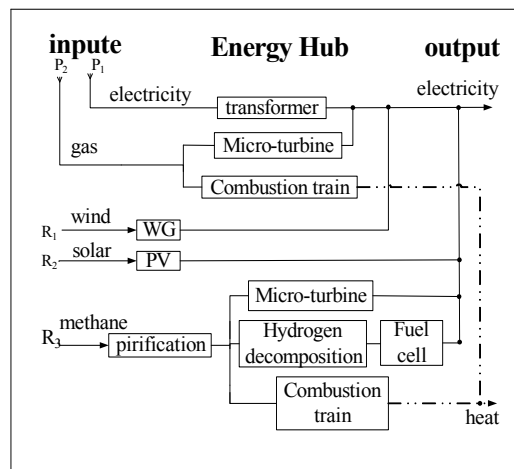 inpute Energy Hub output
P₂ P₁
electricity transformer electricity
gas Micro-turbine
Combustion train
R₁ wind WG
R₂ solar PV
Micro-turbine
R₃ methane pirification
Hydrogen decomposition
Fuel cell
Combustion train
heat